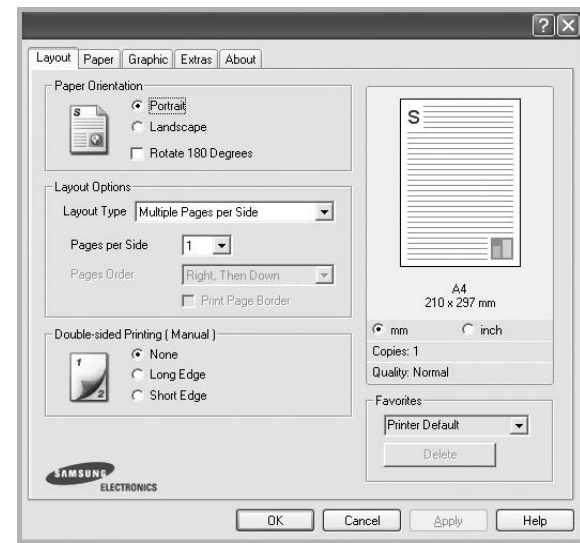 Layout Paper Graphic Extras About
Paper Orientation
S
Portrait
Landscape
Rotate 180 Degrees
Layout Options
Layout Type Multiple Pages per Side
Pages per Side 1
Pages Order Right, Then Down
Print Page Border
Double-sided Printing ( Manual )
1
2
None
Long Edge
Short Edge
SAMSUNG
ELECTRONICS
S
A4
210 x 297 mm
mm inch
Copies: 1
Quality: Normal
Favorites
Printer Default
Delete
OK Cancel Apply Help